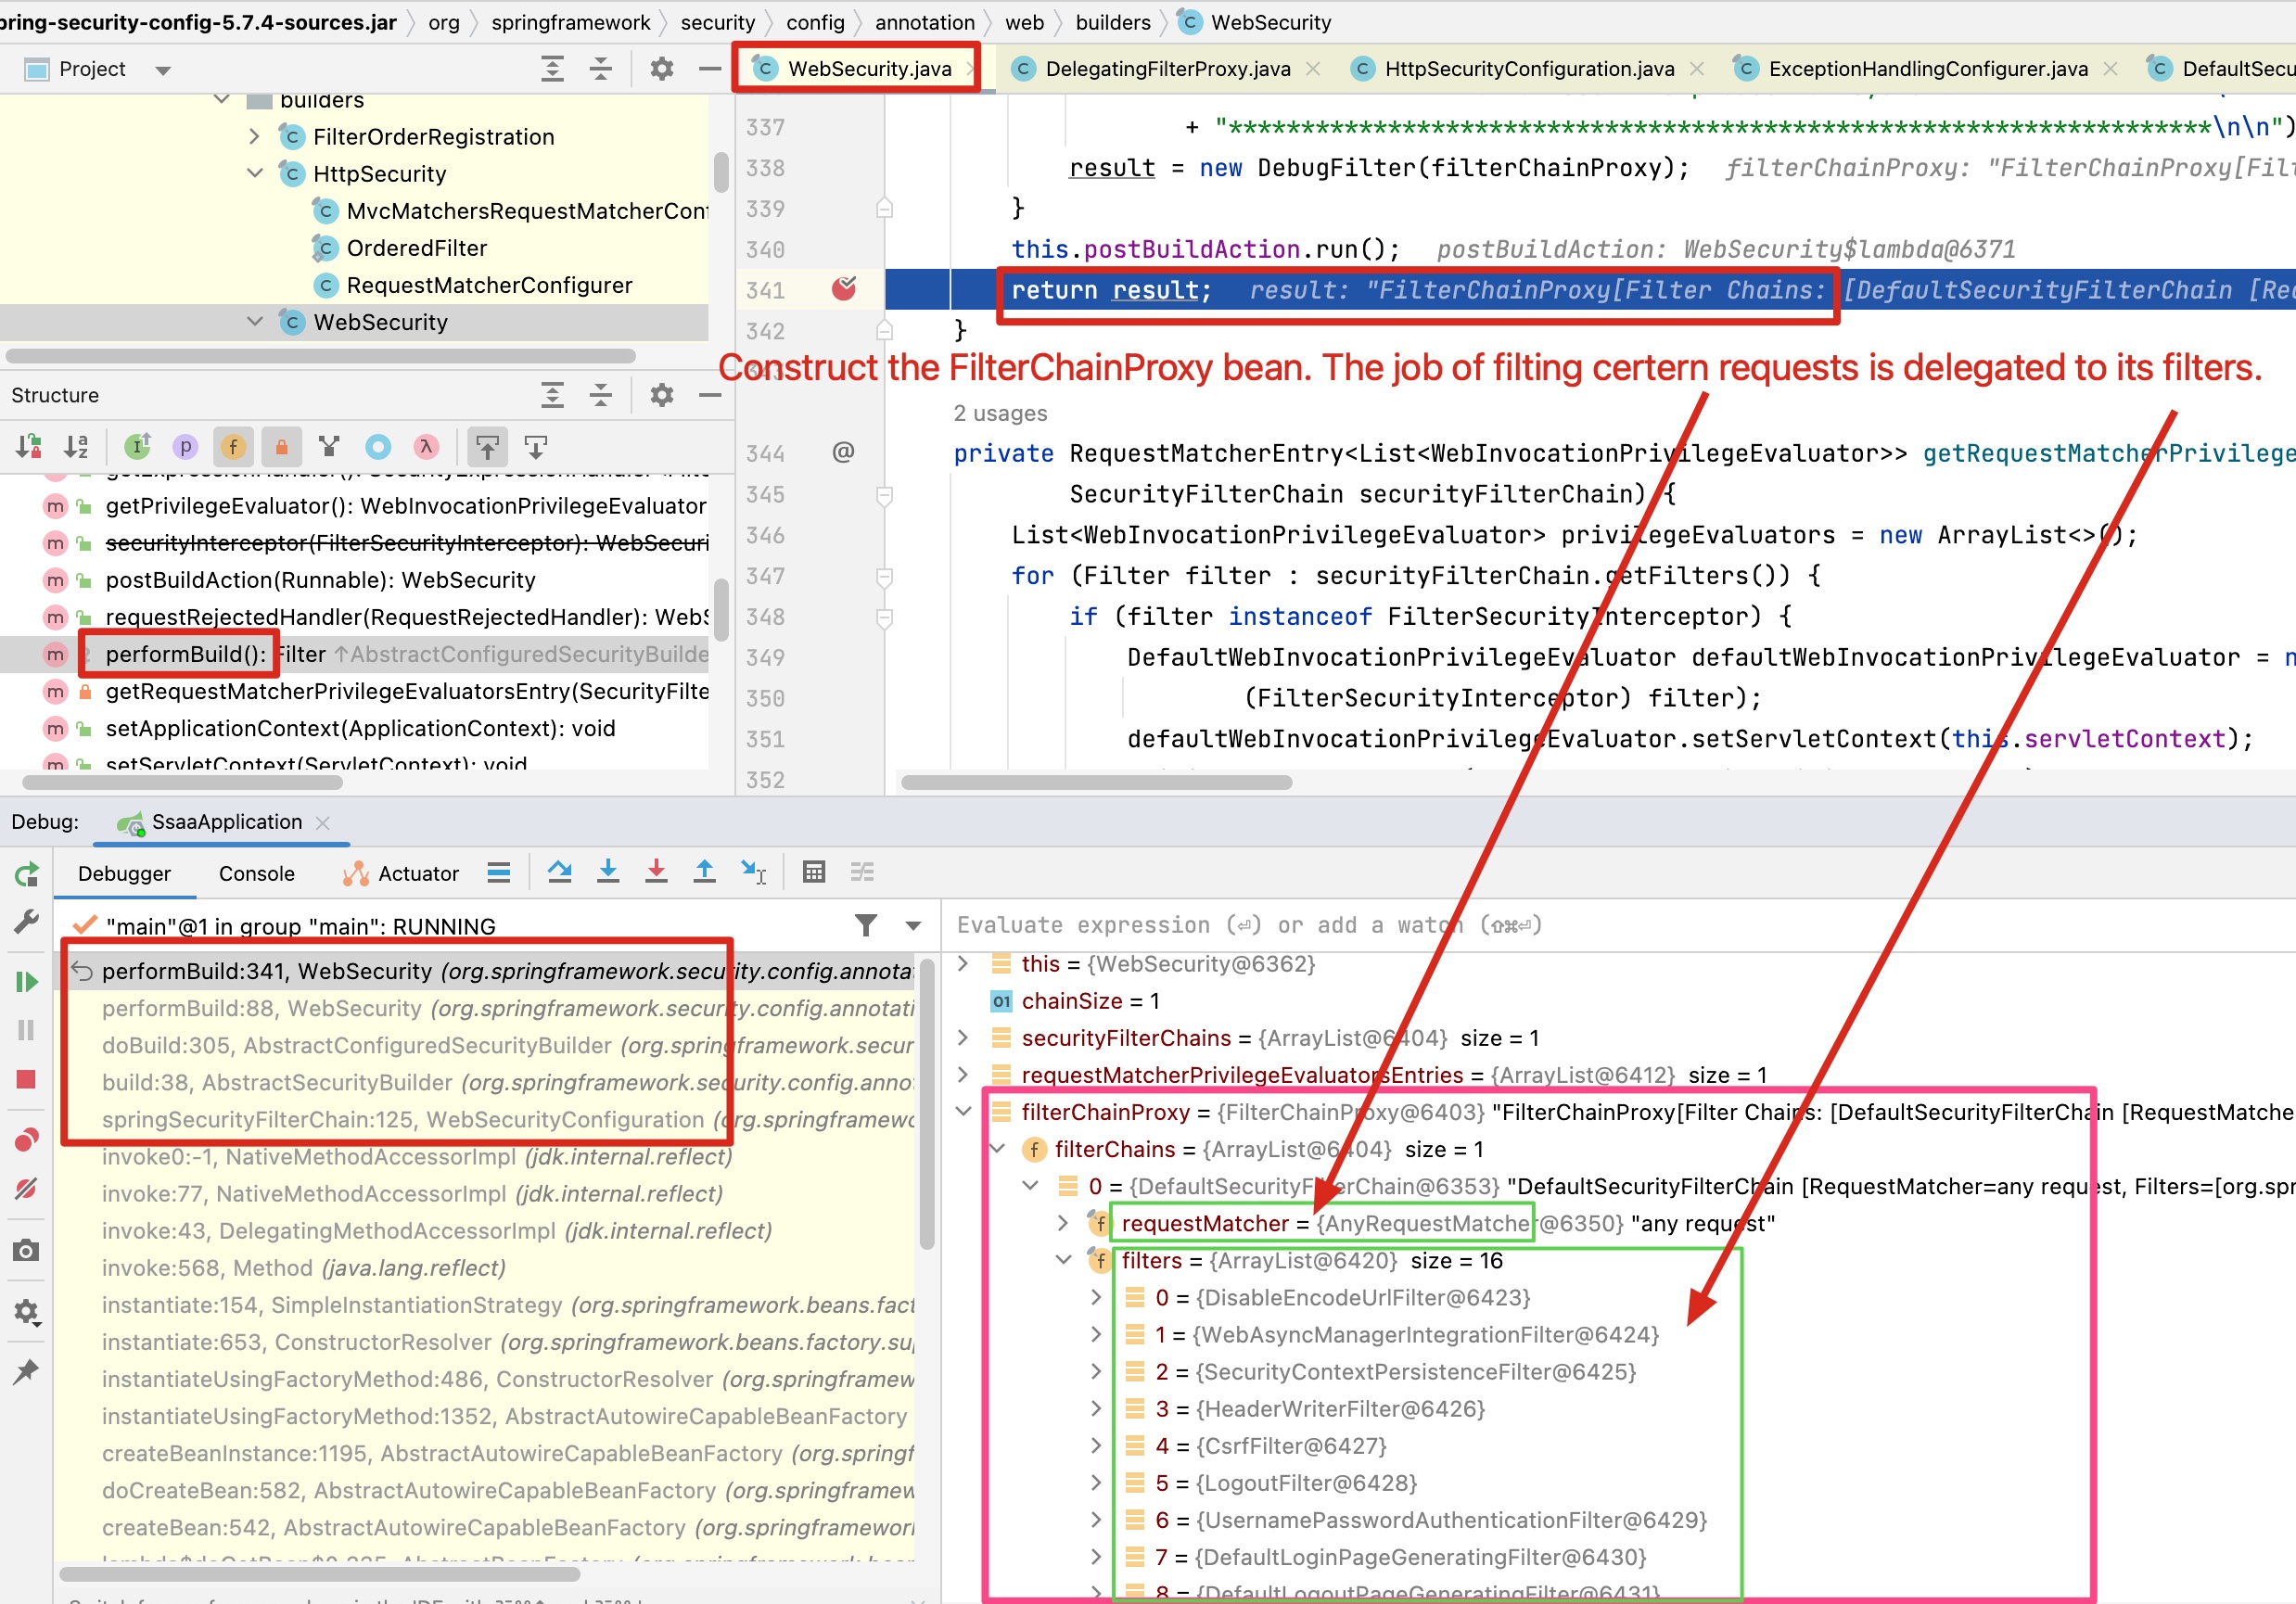 pring-security-config-5.7.4-sources.jar org springframework security config annotation web builders WebSecurity
Project
WebSecurity.java DelegatingFilterProxy.java HttpSecurityConfiguration.java ExceptionHandlingConfigurer.java DefaultSecu
builders
FilterOrderRegistration
HttpSecurity
MvcMatchersRequestMatcherConf
OrderedFilter
RequestMatcherConfigurer
WebSecurity
337 + "********************************************************************\n\n")
338 result = new DebugFilter(filterChainProxy); filterChainProxy: "FilterChainProxy[Filt
339 }
340 this.postBuildAction.run(); postBuildAction: WebSecurity$lambda@6371
341 return result; result: "FilterChainProxy[Filter Chains: [DefaultSecurityFilterChain [Req
342 }
Construct the FilterChainProxy bean. The job of filting certern requests is delegated to its filters.
2 usages
344 @ private RequestMatcherEntry<List<WebInvocationPrivilegeEvaluator>> getRequestMatcherPrivilege
345 SecurityFilterChain securityFilterChain) {
346 List<WebInvocationPrivilegeEvaluator> privilegeEvaluators = new ArrayList<>();
347 for (Filter filter : securityFilterChain.getFilters()) {
348 if (filter instanceof FilterSecurityInterceptor) {
349 DefaultWebInvocationPrivilegeEvaluator defaultWebInvocationPrivilegeEvaluator = n
350 (FilterSecurityInterceptor) filter);
351 defaultWebInvocationPrivilegeEvaluator.setServletContext(this.servletContext);
352
Structure
getPrivilegeEvaluator(): WebInvocationPrivilegeEvaluator
securityInterceptor(FilterSecurityInterceptor): WebSecuri
postBuildAction(Runnable): WebSecurity
requestRejectedHandler(RequestRejectedHandler): WebS
performBuild(): Filter ↑AbstractConfiguredSecurityBuilde
getRequestMatcherPrivilegeEvaluatorsEntry(SecurityFilte
setApplicationContext(ApplicationContext): void
setServletContext(ServletContext): void
Debug: SsaaApplication
Debugger Console Actuator
"main"@1 in group "main": RUNNING
performBuild:341, WebSecurity (org.springframework.security.config.annotat
performBuild:88, WebSecurity (org.springframework.security.config.annotati
doBuild:305, AbstractConfiguredSecurityBuilder (org.springframework.secur
build:38, AbstractSecurityBuilder (org.springframework.security.config.anno
springSecurityFilterChain:125, WebSecurityConfiguration (org.springframewo
invoke0:-1, NativeMethodAccessorImpl (jdk.internal.reflect)
invoke:77, NativeMethodAccessorImpl (jdk.internal.reflect)
invoke:43, DelegatingMethodAccessorImpl (jdk.internal.reflect)
invoke:568, Method (java.lang.reflect)
instantiate:154, SimpleInstantiationStrategy (org.springframework.beans.fact
instantiate:653, ConstructorResolver (org.springframework.beans.factory.sup
instantiateUsingFactoryMethod:486, ConstructorResolver (org.springframew
instantiateUsingFactoryMethod:1352, AbstractAutowireCapableBeanFactory
createBeanInstance:1195, AbstractAutowireCapableBeanFactory (org.springf
doCreateBean:582, AbstractAutowireCapableBeanFactory (org.springframew
createBean:542, AbstractAutowireCapableBeanFactory (org.springframework
Evaluate expression (⏎) or add a watch (⇧⌘⏎)
this = {WebSecurity@6362}
chainSize = 1
securityFilterChains = {ArrayList@6404} size = 1
requestMatcherPrivilegeEvaluatorsEntries = {ArrayList@6412} size = 1
filterChainProxy = {FilterChainProxy@6403} "FilterChainProxy[Filter Chains: [DefaultSecurityFilterChain [RequestMatche
filterChains = {ArrayList@6404} size = 1
0 = {DefaultSecurityFilterChain@6353} "DefaultSecurityFilterChain [RequestMatcher=any request, Filters=[org.spr
requestMatcher = {AnyRequestMatcher@6350} "any request"
filters = {ArrayList@6420} size = 16
0 = {DisableEncodeUrlFilter@6423}
1 = {WebAsyncManagerIntegrationFilter@6424}
2 = {SecurityContextPersistenceFilter@6425}
3 = {HeaderWriterFilter@6426}
4 = {CsrfFilter@6427}
5 = {LogoutFilter@6428}
6 = {UsernamePasswordAuthenticationFilter@6429}
7 = {DefaultLoginPageGeneratingFilter@6430}
8 = {DefaultLogoutPageGeneratingFilter@6431}